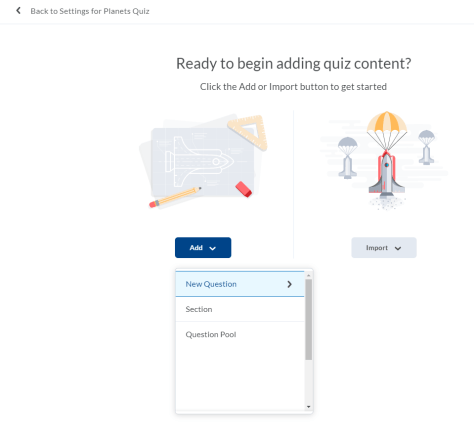 Back to Settings for Planets Quiz
Ready to begin adding quiz content?
Click the Add or Import button to get started
Add
Import
New Question
Section
Question Pool